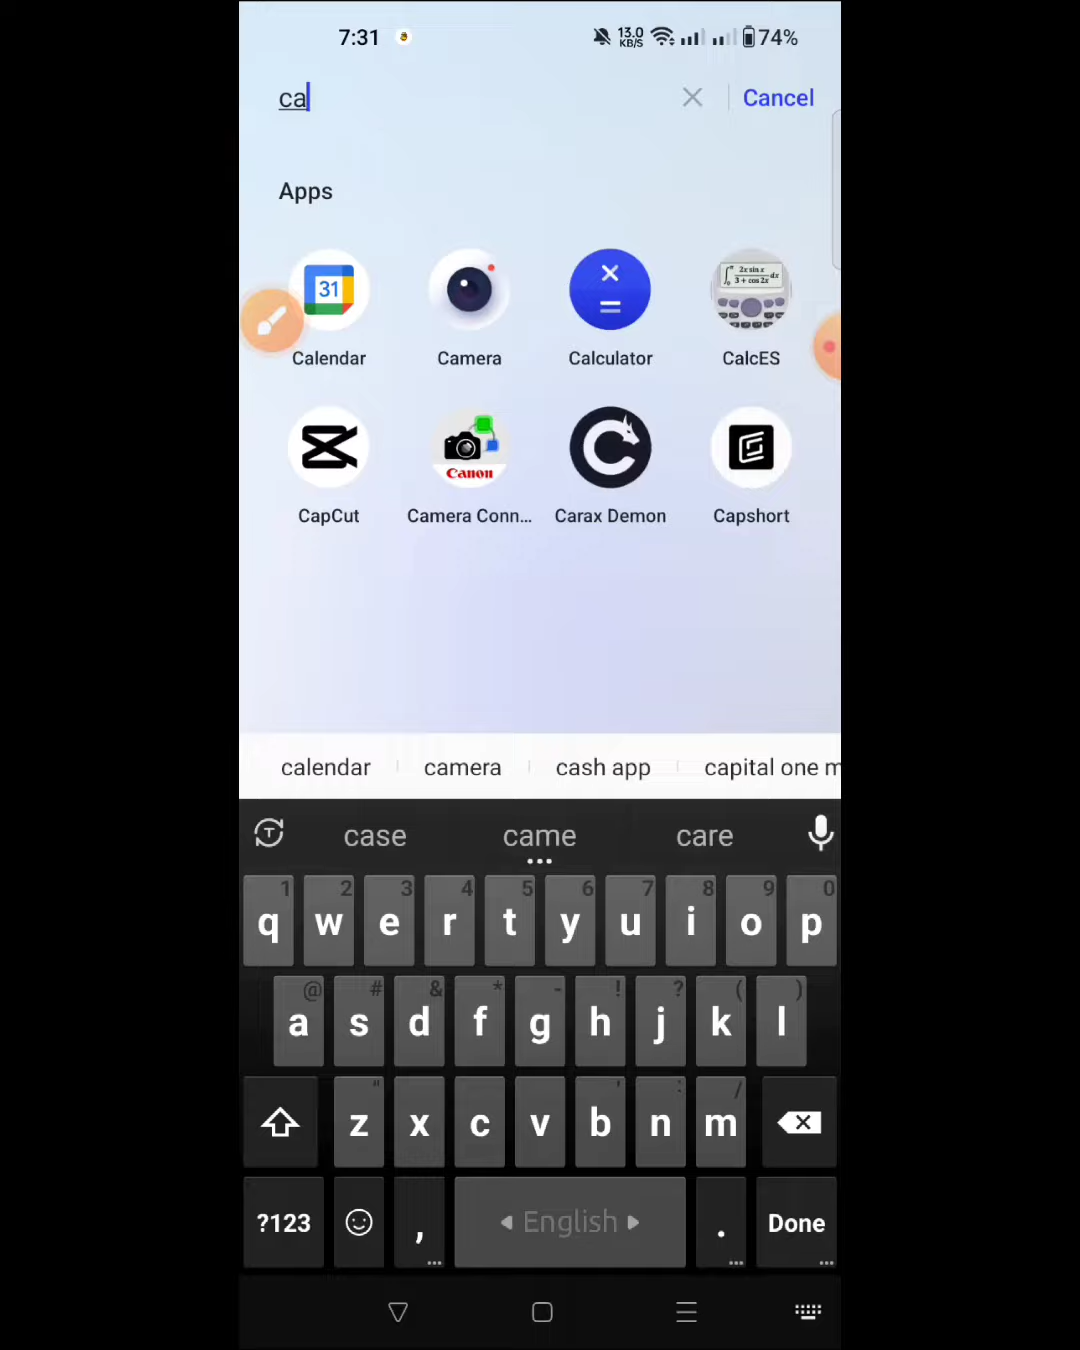 7:31 13.0 KB/S 74%
ca Cancel
Apps
31
Calendar Camera Calculator CalcES
Canon
CapCut Camera Conn... Carax Demon Capshort
calendar camera cash app capital one m
case came care
1 2 3 4 5 6 7 8 9 0
q w e r t y u i o p
@ # & * - ! ? ( )
a s d f g h j k l
" ' : /
z x c v b n m
?123 , English . Done